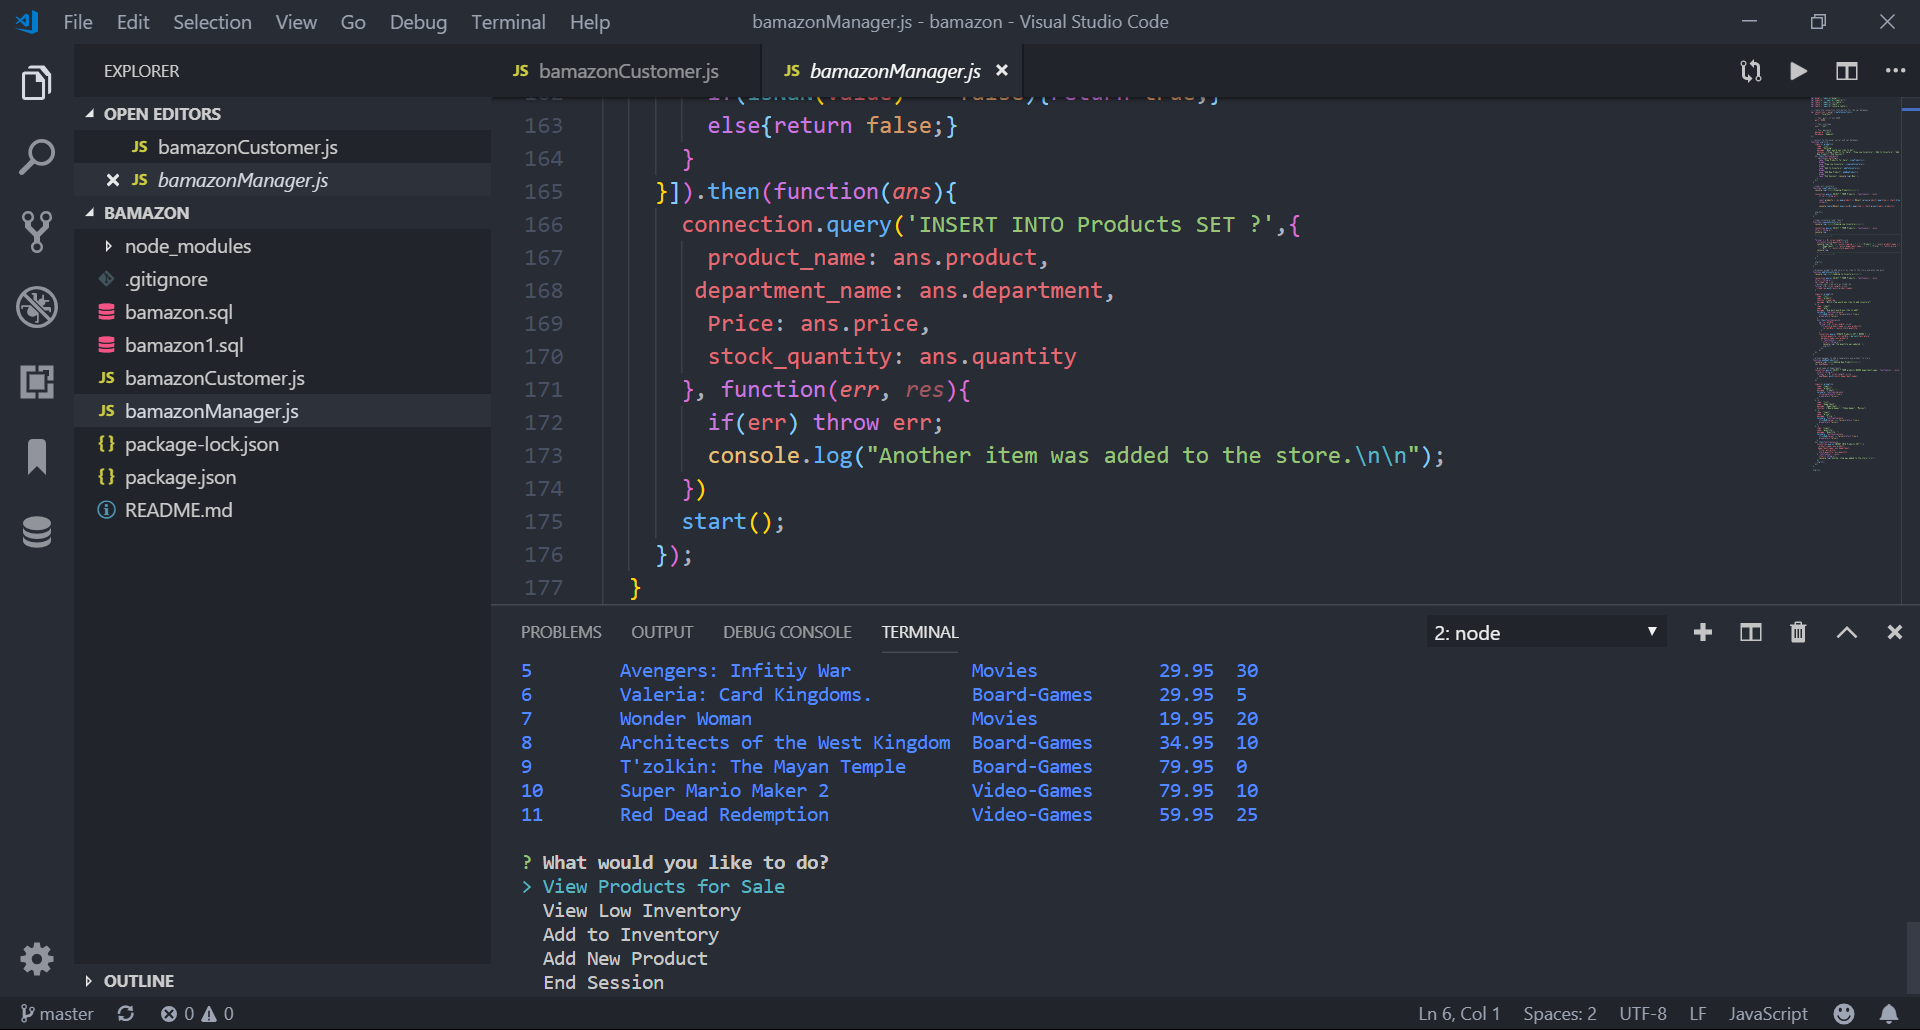 File Edit Selection View Go Debug Terminal Help
bamazonManager.js - bamazon - Visual Studio Code
EXPLORER
OPEN EDITORS
JS bamazonCustomer.js
JS bamazonManager.js
BAMAZON
node_modules
.gitignore
bamazon.sql
bamazon1.sql
JS bamazonCustomer.js
JS bamazonManager.js
{} package-lock.json
{} package.json
README.md
OUTLINE
JS bamazonCustomer.js
JS bamazonManager.js
163 else{return false;}
164 }
165 }]).then(function(ans){
166 connection.query('INSERT INTO Products SET ?',{
167 product_name: ans.product,
168 department_name: ans.department,
169 Price: ans.price,
170 stock_quantity: ans.quantity
171 }, function(err, res){
172 if(err) throw err;
173 console.log("Another item was added to the store.\n\n");
174 })
175 start();
176 });
177 }
PROBLEMS OUTPUT DEBUG CONSOLE TERMINAL
2: node
5 Avengers: Infitiy War Movies 29.95 30
6 Valeria: Card Kingdoms. Board-Games 29.95 5
7 Wonder Woman Movies 19.95 20
8 Architects of the West Kingdom Board-Games 34.95 10
9 T'zolkin: The Mayan Temple Board-Games 79.95 0
10 Super Mario Maker 2 Video-Games 79.95 10
11 Red Dead Redemption Video-Games 59.95 25
? What would you like to do?
> View Products for Sale
View Low Inventory
Add to Inventory
Add New Product
End Session
master 0 0
Ln 6, Col 1 Spaces: 2 UTF-8 LF JavaScript